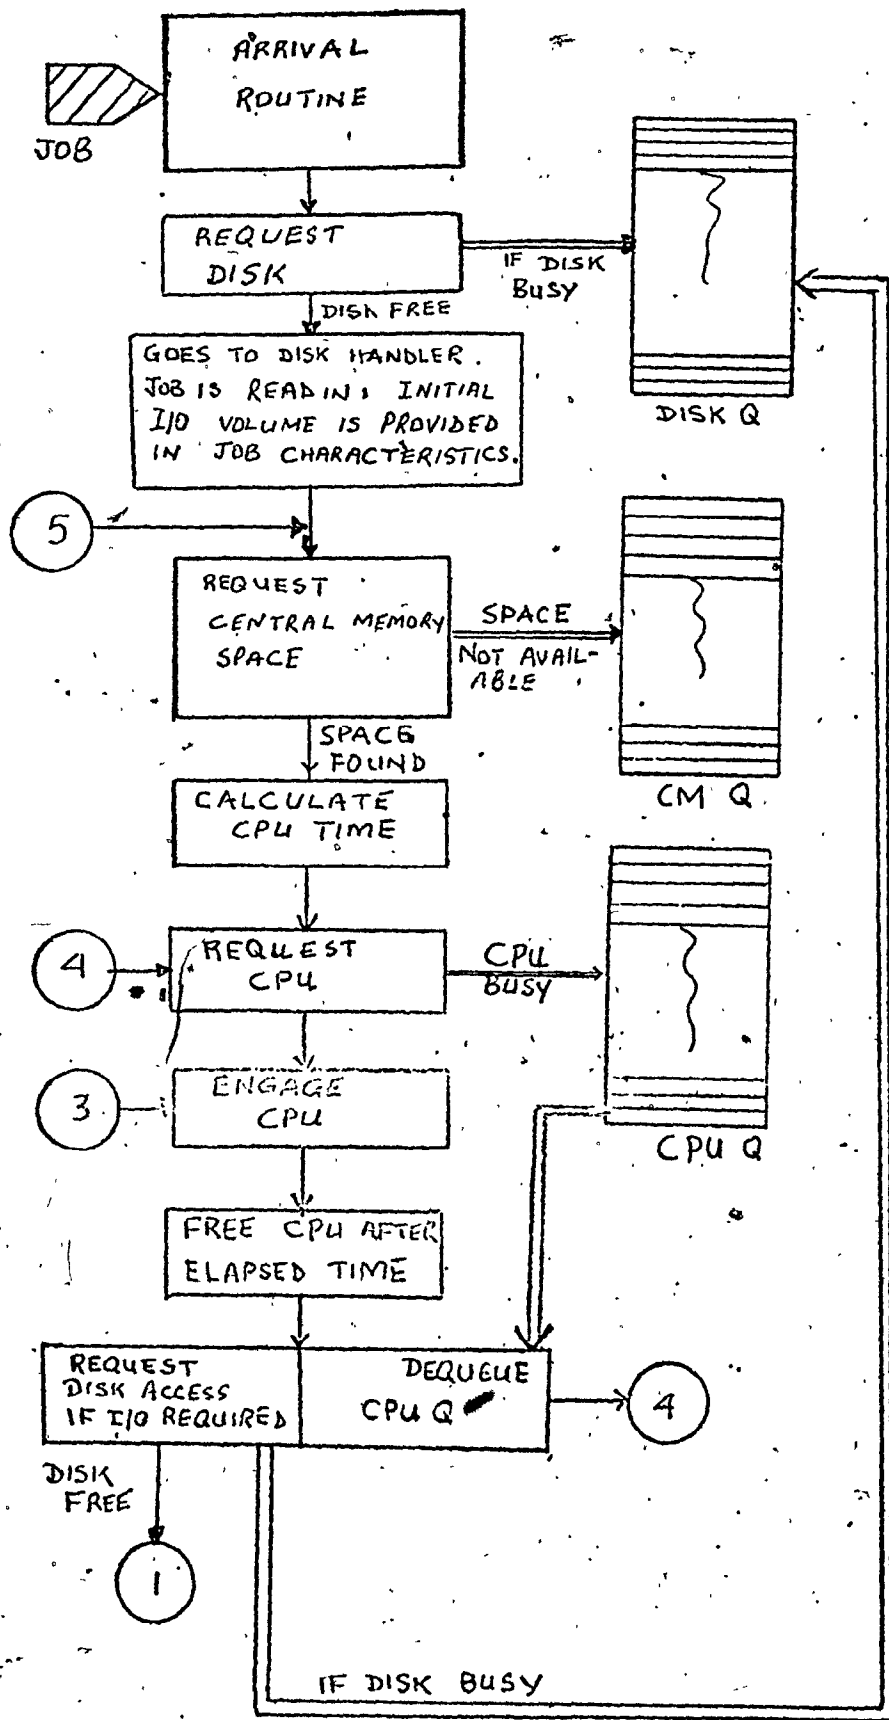 ARRIVAL
ROUTINE
JOB
REQUEST
DISK
IF DISK
BUSY
DISK FREE
DISK Q
GOES TO DISK HANDLER.
JOB IS READ IN; INITIAL
I/O VOLUME IS PROVIDED
IN JOB CHARACTERISTICS.
5
REQUEST
CENTRAL MEMORY
SPACE
SPACE
NOT AVAIL-
ABLE
CM Q
SPACE
FOUND
CALCULATE
CPU TIME
4
REQUEST
CPU
CPU
BUSY
CPU Q
3
ENGAGE
CPU
FREE CPU AFTER
ELAPSED TIME
REQUEST
DISK ACCESS
IF I/O REQUIRED
DEQUEUE
CPU Q
4
DISK
FREE
1
IF DISK BUSY